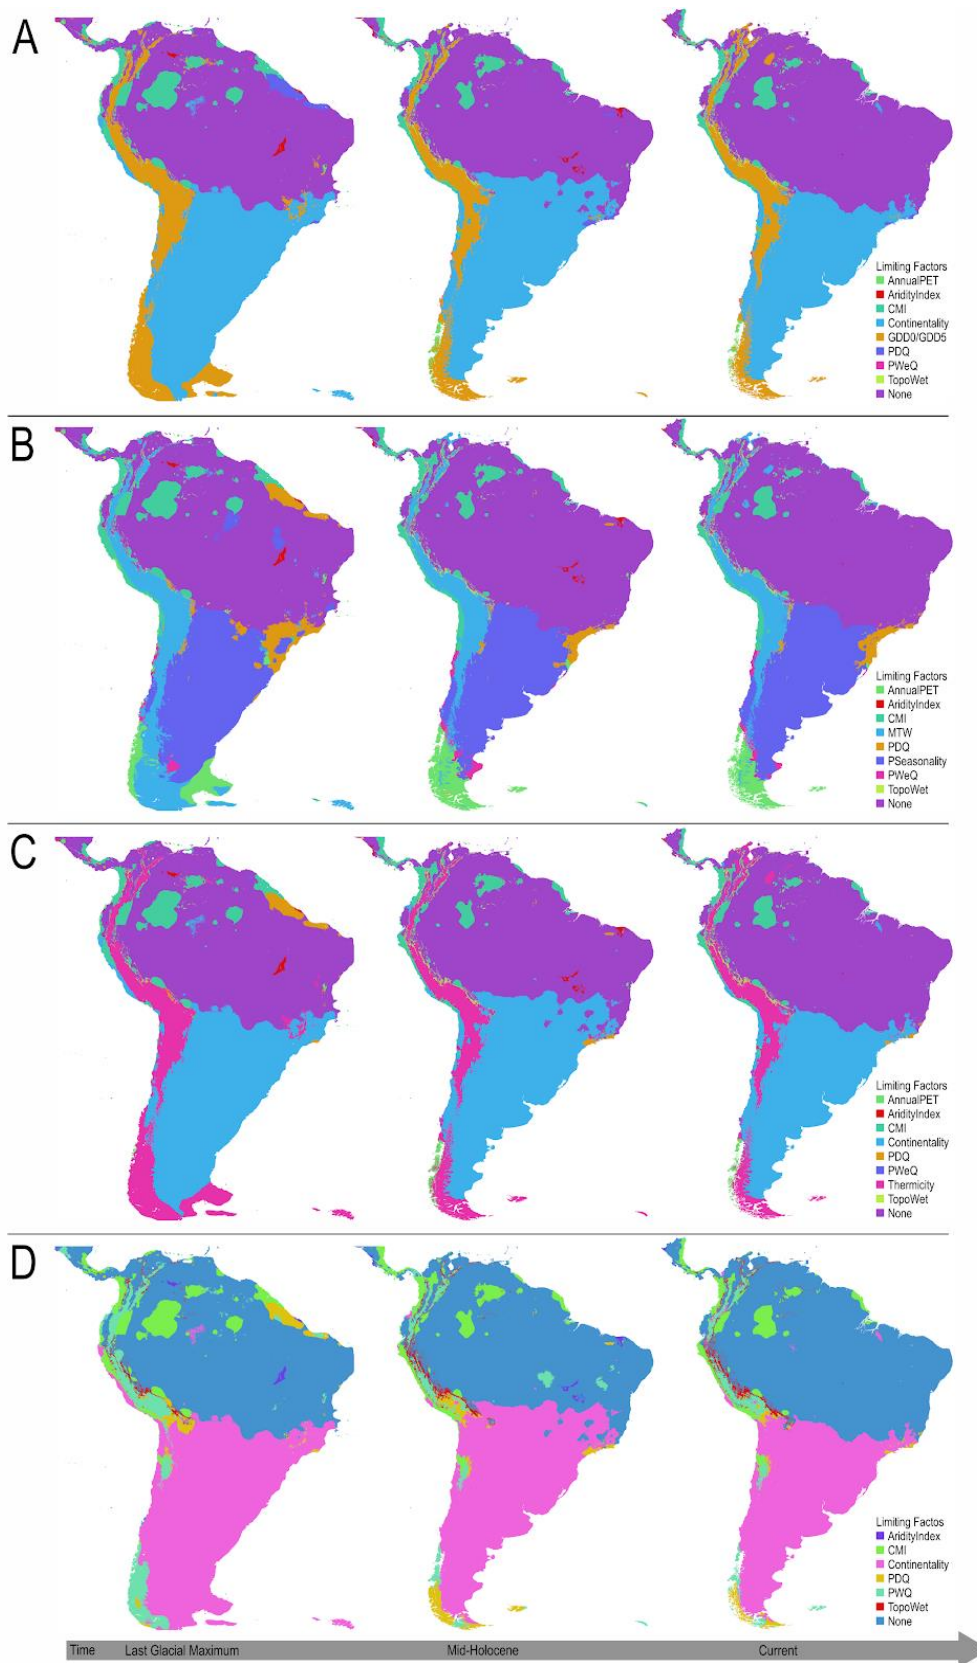 A
Limiting Factors
AnnualPET
AridityIndex
CMI
Continentality
GDD0/GDD5
PDQ
PWeQ
TopoWet
None
B
Limiting Factors
AnnualPET
AridityIndex
CMI
MTW
PDQ
PSeasonality
PWeQ
TopoWet
None
C
Limiting Factors
AnnualPET
AridityIndex
CMI
Continentality
PDQ
PWeQ
Thermicity
TopoWet
None
D
Limiting Factos
AridityIndex
CMI
Continentality
PDQ
PWQ
TopoWet
None
Time Last Glacial Maximum Mid-Holocene Current